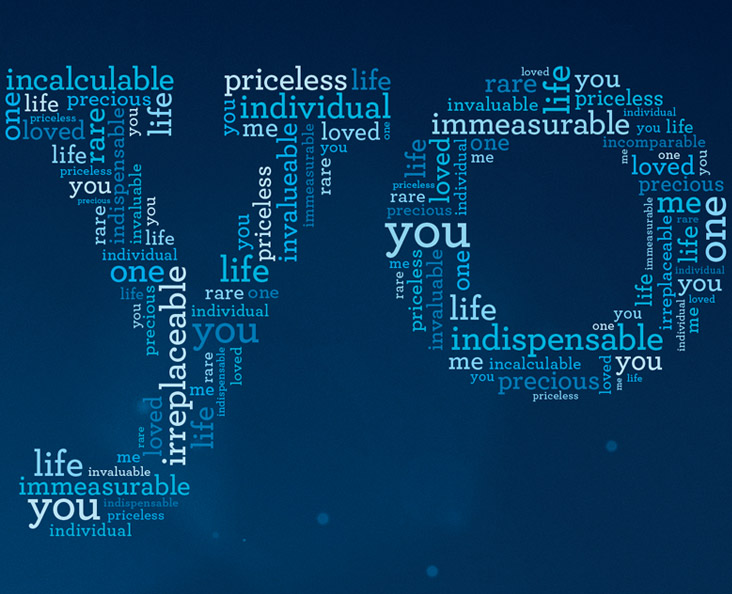 incalculable
one
life
precious
priceless
loved
rare
you
life
life
indispensable
priceless
you
invaluable
precious
rare
you
life
individual
one
life
you
precious
irreplaceable
loved
rare
me
life
invaluable
immeasurable
you
indispensable
priceless
individual
priceless
life
you
individual
me
loved
one
invalueable
immeasurable
rare
you
priceless
you
life
rare
one
individual
you
me
rare
indispensable
loved
life
rare
loved
life
you
invaluable
priceless
individual
immeasurable
you
life
life
loved
individual
one
me
incomparable
me
one
loved
you
priceless
rare
precious
precious
immeasurable
me
rare
one
you
irreplaceable
life
me
rare
priceless
invaluable
one
individual
you
loved
life
me
individual
life
you
one
indispensable
me
incalculable
you
you
precious
loved
me
life
priceless
yo